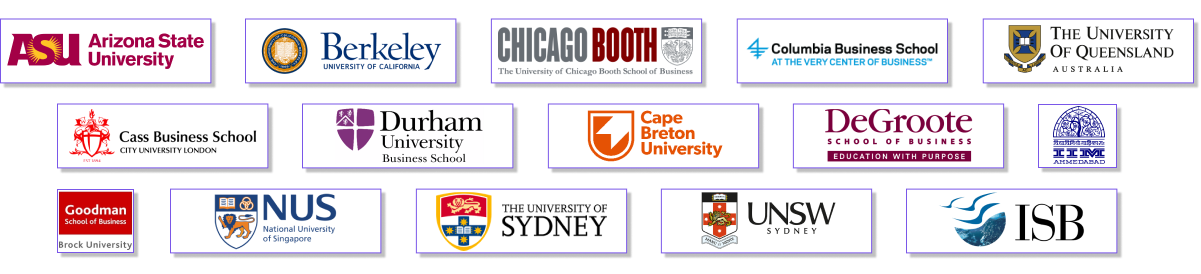 ASU Arizona State
University
Berkeley
UNIVERSITY OF CALIFORNIA
CHICAGO BOOTH
The University of Chicago Booth School of Business
Columbia Business School
AT THE VERY CENTER OF BUSINESS™
THE UNIVERSITY
OF QUEENSLAND
AUSTRALIA
Cass Business School
CITY UNIVERSITY LONDON
EST 1894
Durham
University
Business School
Cape
Breton
University
DeGroote
SCHOOL OF BUSINESS
EDUCATION WITH PURPOSE
IIM
AHMEDABAD
Goodman
School of Business
Brock University
NUS
National University
of Singapore
THE UNIVERSITY OF
SYDNEY
UNSW
SYDNEY
ISB